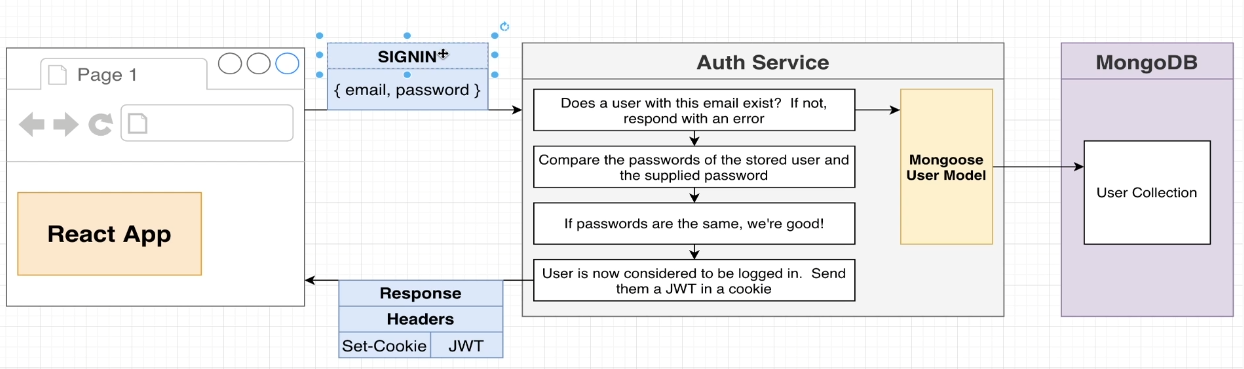 Page 1
React App
SIGNIN
{ email, password }
Auth Service
Does a user with this email exist?  If not,
respond with an error
Compare the passwords of the stored user and
the supplied password
If passwords are the same, we're good!
User is now considered to be logged in.  Send
them a JWT in a cookie
Mongoose
User Model
MongoDB
User Collection
Response
Headers
Set-Cookie
JWT